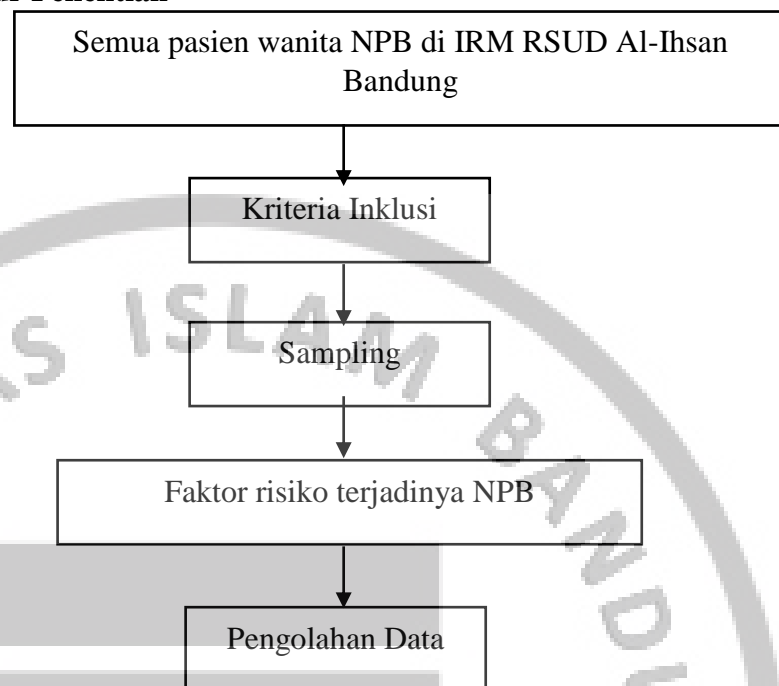 Semua pasien wanita NPB di IRM RSUD Al-Ihsan
Bandung
Kriteria Inklusi
Sampling
Faktor risiko terjadinya NPB
Pengolahan Data
ISLAM